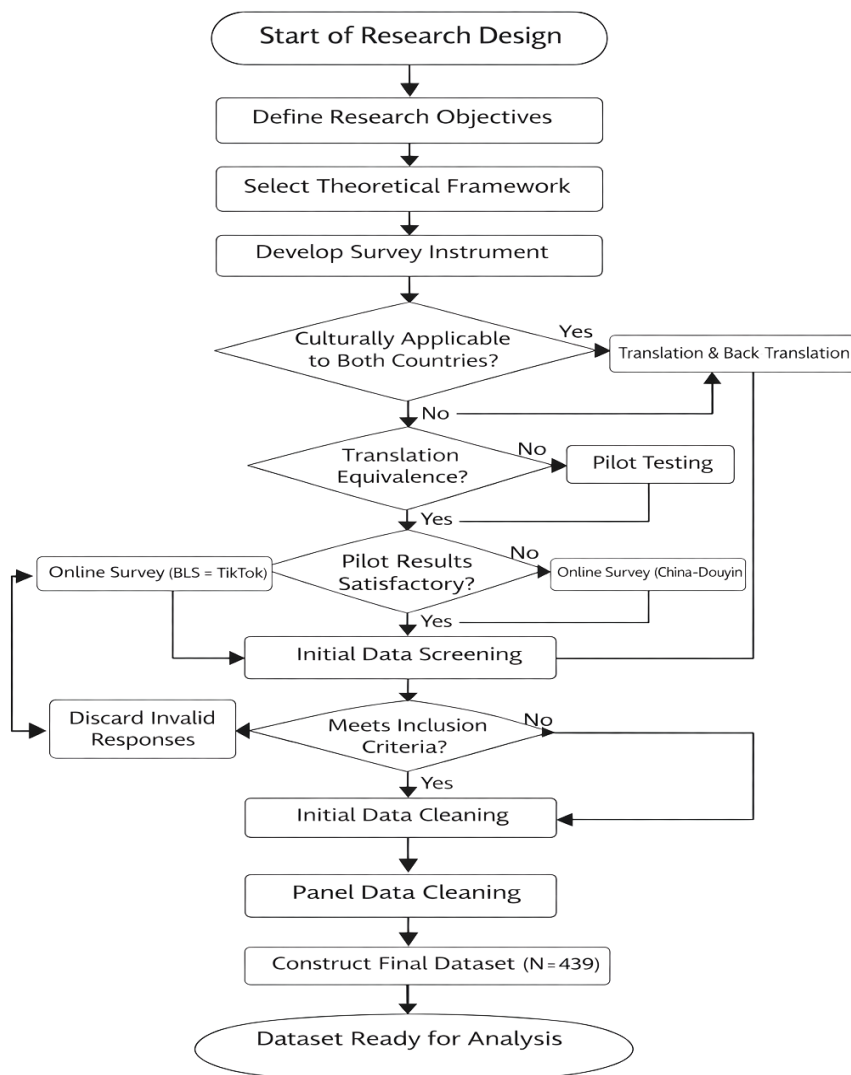 Start of Research Design
Define Research Objectives
Select Theoretical Framework
Develop Survey Instrument
Culturally Applicable
to Both Countries?
Yes
Translation & Back Translation
No
Translation
Equivalence?
No
Pilot Testing
Yes
Online Survey (BLS = TikTok)
Pilot Results
Satisfactory?
No
Online Survey (China-Douyin
Yes
Initial Data Screening
Discard Invalid
Responses
Meets Inclusion
Criteria?
No
Yes
Initial Data Cleaning
Panel Data Cleaning
Construct Final Dataset (N = 439)
Dataset Ready for Analysis